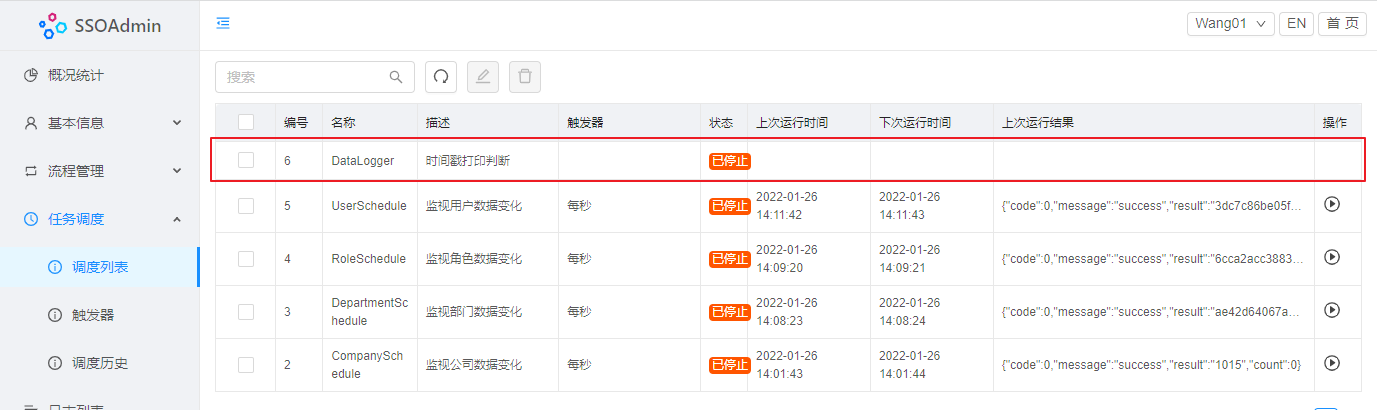 SSOAdmin
Wang01
EN
首 页
概况统计
基本信息
流程管理
任务调度
调度列表
触发器
调度历史
搜索
编号 名称 描述 触发器 状态 上次运行时间 下次运行时间 上次运行结果 操作
6 DataLogger 时间戳打印判断 已停止
5 UserSchedule 监视用户数据变化 每秒 已停止 2022-01-26 14:11:42 2022-01-26 14:11:43 {"code":0,"message":"success","result":"3dc7c86be05f...
4 RoleSchedule 监视角色数据变化 每秒 已停止 2022-01-26 14:09:20 2022-01-26 14:09:21 {"code":0,"message":"success","result":"6cca2acc3883...
3 DepartmentSchedule 监视部门数据变化 每秒 已停止 2022-01-26 14:08:23 2022-01-26 14:08:24 {"code":0,"message":"success","result":"ae42d64067a...
2 CompanySchedule 监视公司数据变化 每秒 已停止 2022-01-26 14:01:43 2022-01-26 14:01:44 {"code":0,"message":"success","result":"1015","count":0}